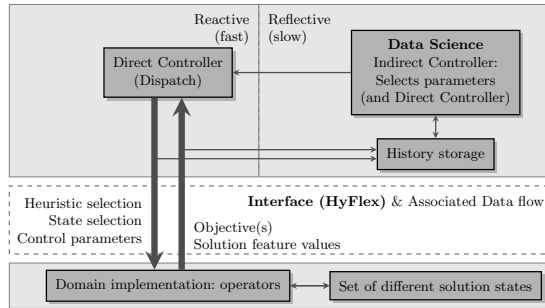 Reactive
(fast)
Reflective
(slow)
Direct Controller
(Dispatch)
Data Science
Indirect Controller:
Selects parameters
(and Direct Controller)
History storage
Heuristic selection
State selection
Control parameters
Interface (HyFlex) & Associated Data flow
Objective(s)
Solution feature values
Domain implementation: operators
Set of different solution states